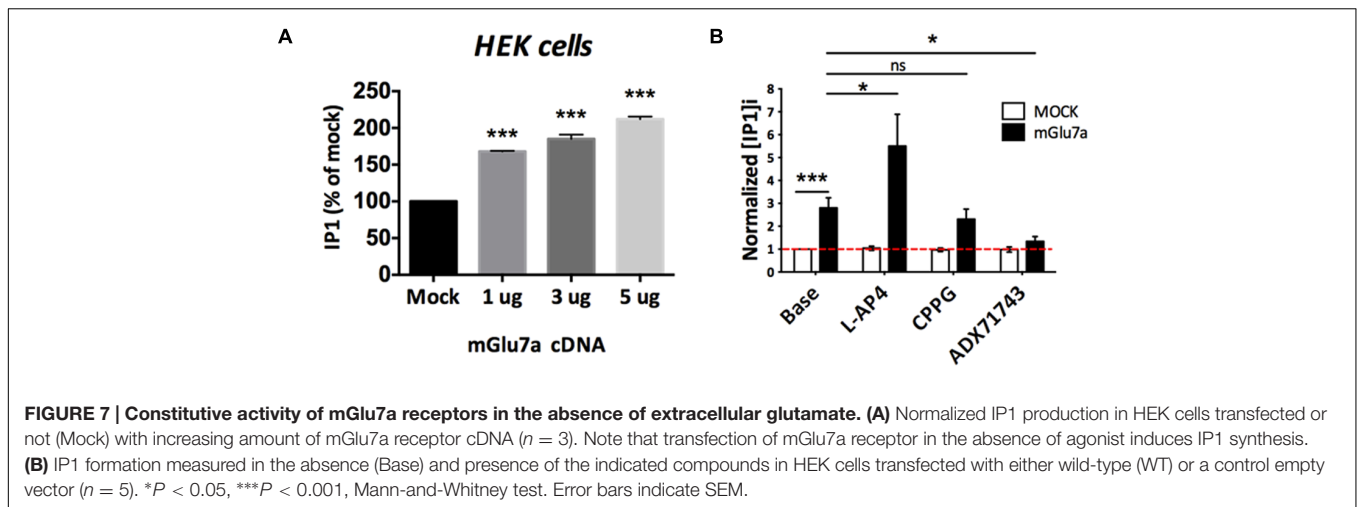 A
HEK cells
IP1 (% of mock)
250
200
150
100
50
0
***
***
***
Mock 1 ug 3 ug 5 ug
mGlu7a cDNA
B
*
ns
*
***
Normalized [IP1]i
8
7
6
5
4
3
2
1
0
MOCK
mGlu7a
Base
L-AP4
CPPG
ADX71743
FIGURE 7 | Constitutive activity of mGlu7a receptors in the absence of extracellular glutamate. (A) Normalized IP1 production in HEK cells transfected or
not (Mock) with increasing amount of mGlu7a receptor cDNA (n = 3). Note that transfection of mGlu7a receptor in the absence of agonist induces IP1 synthesis.
(B) IP1 formation measured in the absence (Base) and presence of the indicated compounds in HEK cells transfected with either wild-type (WT) or a control empty
vector (n = 5). *P < 0.05, ***P < 0.001, Mann-and-Whitney test. Error bars indicate SEM.